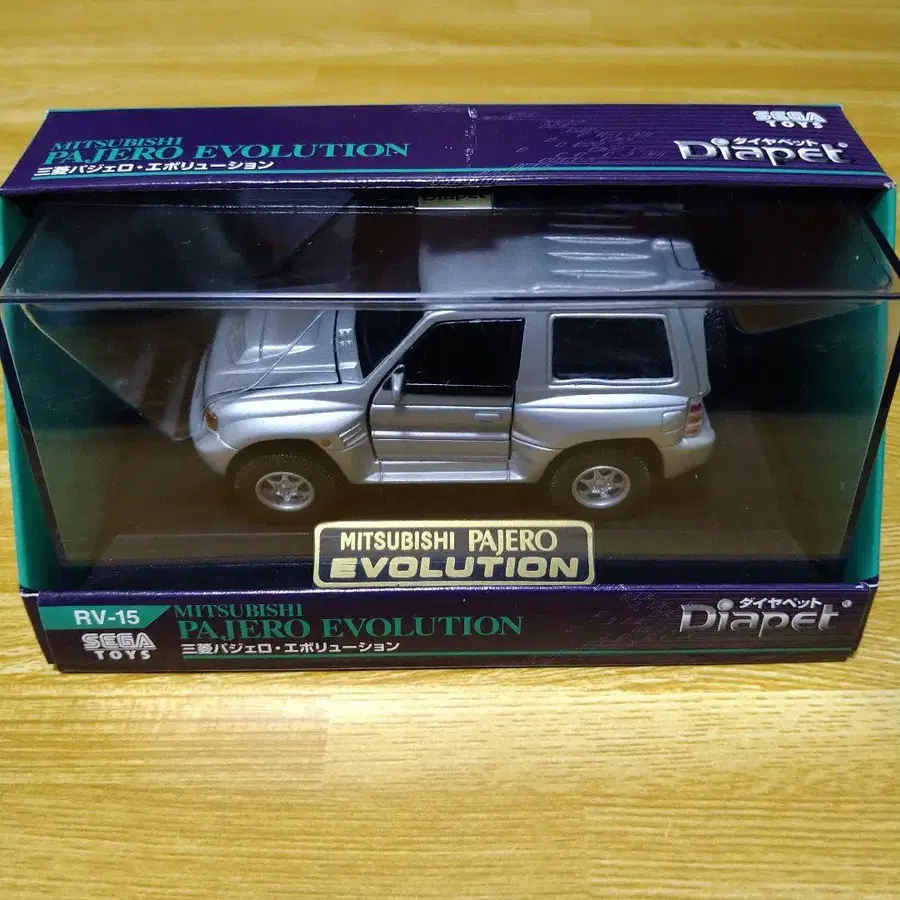 MITSUBISHI
PAJERO EVOLUTION
三菱パジェロ・エボリューション
SEGA
TOYS
ダイヤペット
Diapet
Diapet
MITSUBISHI PAJERO
EVOLUTION
RV-15
SEGA
TOYS
MITSUBISHI
PAJERO EVOLUTION
三菱パジェロ・エボリューション
ダイヤペット
Diapet